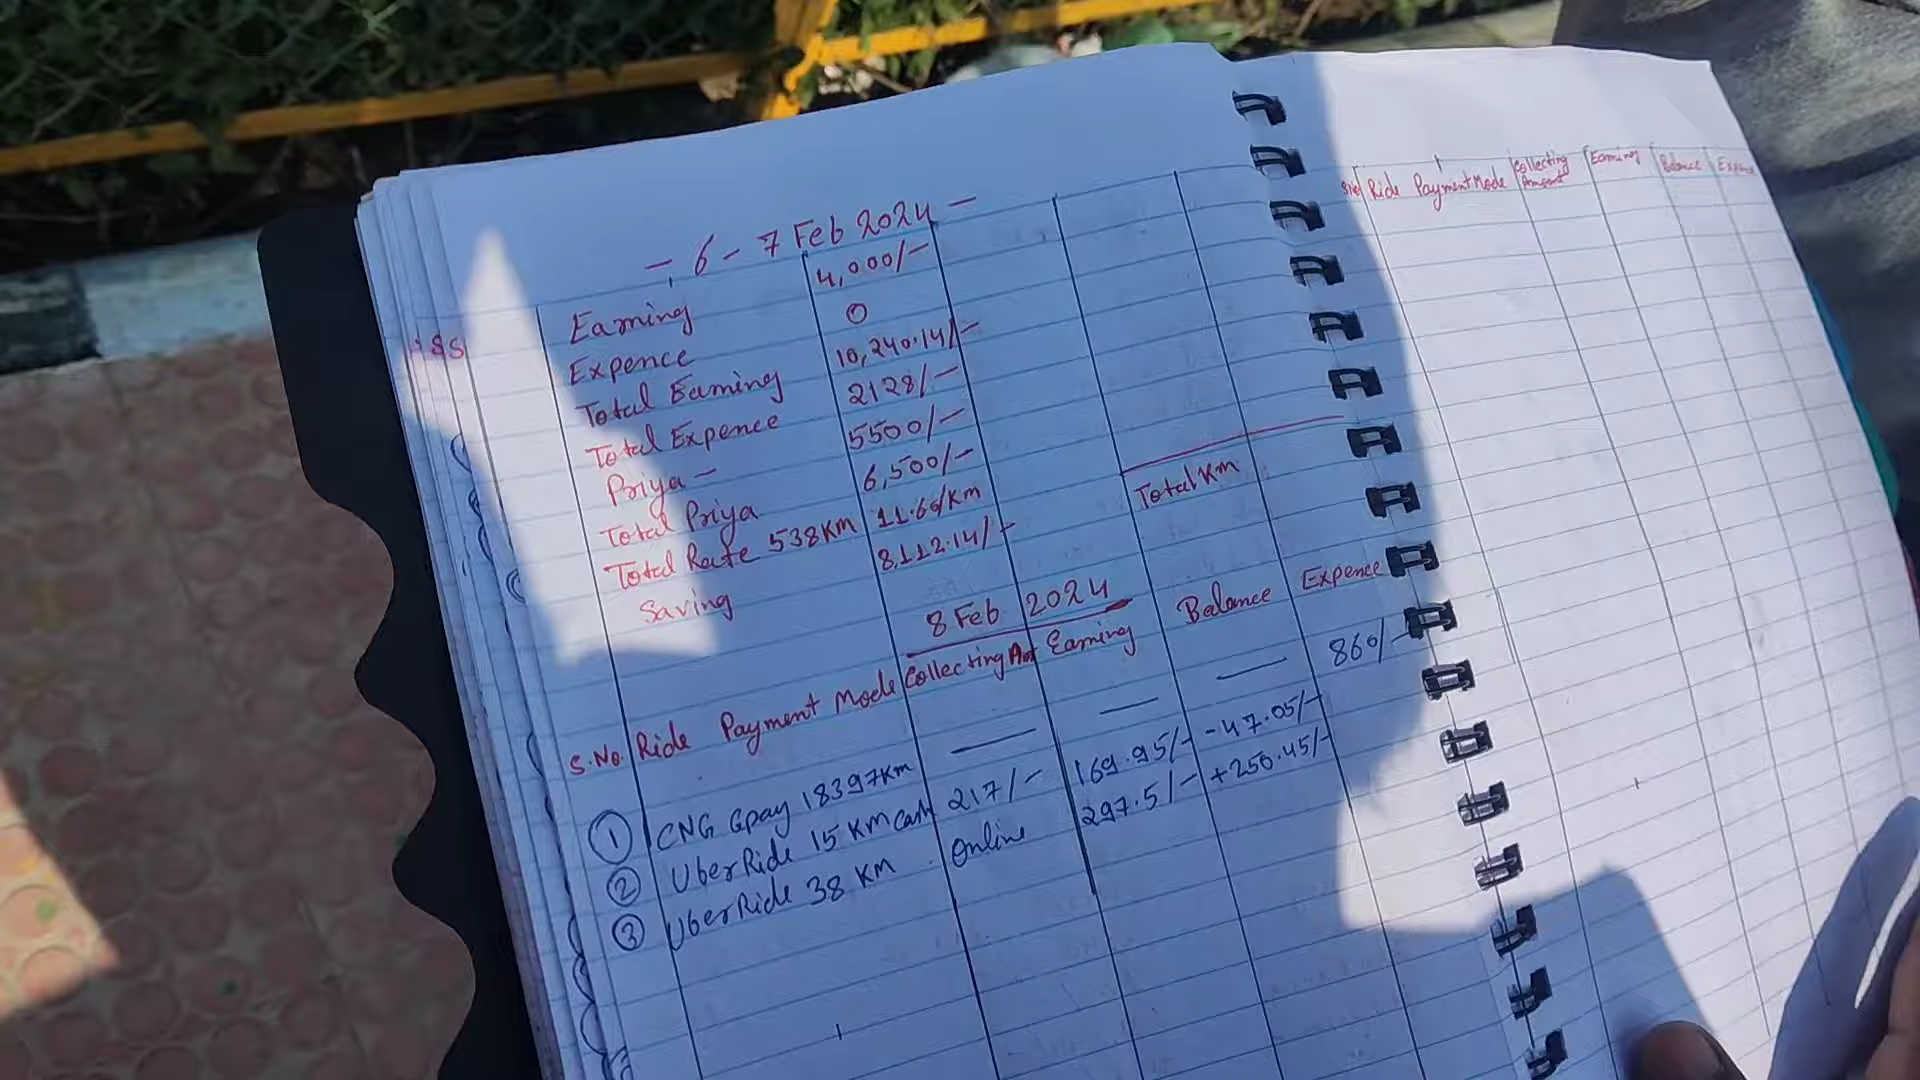 - 6 - 7 Feb 2024 -
Earning 4,000/-
Expence 0
Total Earning 10,240.14/-
Total Expence 2128/-
Priya - 5500/-
Total Priya 6,500/-
Total Rate 538KM 11.60/KM
Saving 8,112.14/-
Total Km
8 Feb 2024
S.No. Ride Payment Mode Collecting Amt Earning Balance Expence
1 CNG Gpay 18397Km — — — 860/-
2 Uber Ride 15 KM Cash 217/- 169.95/- -47.05/-
3 Uber Ride 38 KM Online 297.5/- +250.45/-
Ride Payment Mode Collecting Amount Earning Balance